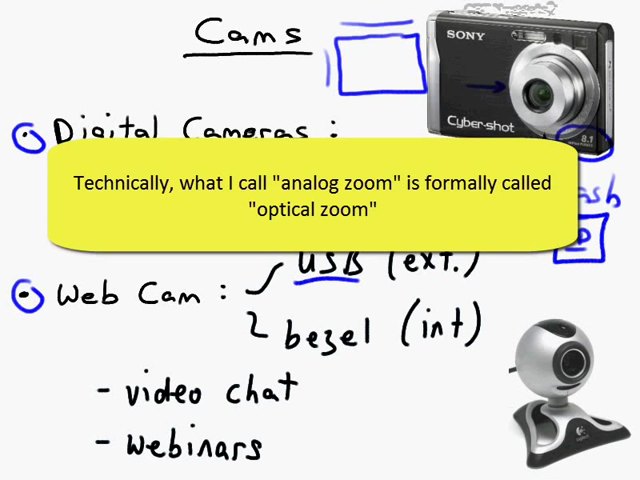 Cams
SONY
Cyber-shot
8.1
Digital Cameras :
Technically, what I call "analog zoom" is formally called
"optical zoom"
USB (ext.)
Web Cam :
bezel (int)
- video chat
- webinars